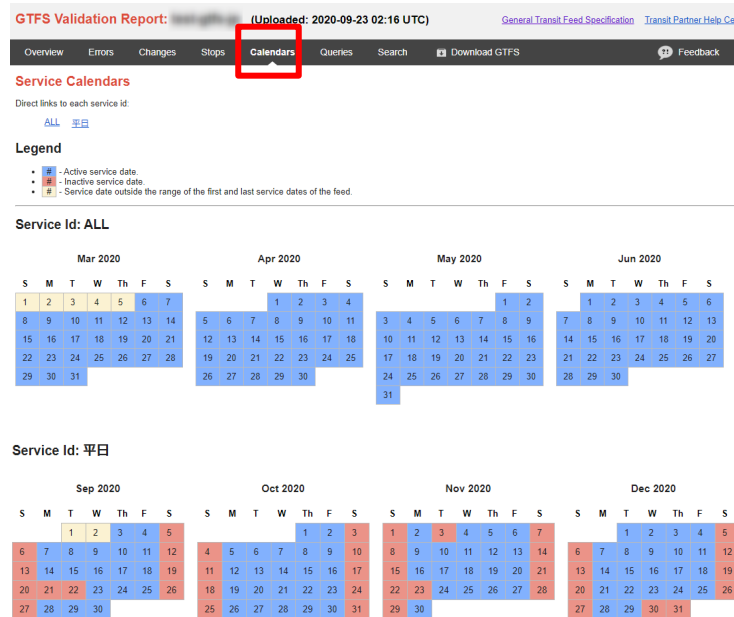 GTFS Validation Report: (Uploaded: 2020-09-23 02:16 UTC) General Transit Feed Specification Transit Partner Help Ce
Overview Errors Changes Stops Calendars Queries Search Download GTFS Feedback
Service Calendars
Direct links to each service id:
ALL 平日
Legend
# - Active service date.
# - Inactive service date.
# - Service date outside the range of the first and last service dates of the feed.
Service Id: ALL
Mar 2020 Apr 2020 May 2020 Jun 2020
S M T W Th F S S M T W Th F S S M T W Th F S S M T W Th F S
1 2 3 4 5 6 7 1 2 3 4 1 2 1 2 3 4 5 6
8 9 10 11 12 13 14 5 6 7 8 9 10 11 3 4 5 6 7 8 9 7 8 9 10 11 12 13
15 16 17 18 19 20 21 12 13 14 15 16 17 18 10 11 12 13 14 15 16 14 15 16 17 18 19 20
22 23 24 25 26 27 28 19 20 21 22 23 24 25 17 18 19 20 21 22 23 21 22 23 24 25 26 27
29 30 31 26 27 28 29 30 24 25 26 27 28 29 30 28 29 30
31
Service Id: 平日
Sep 2020 Oct 2020 Nov 2020 Dec 2020
S M T W Th F S S M T W Th F S S M T W Th F S S M T W Th F S
1 2 3 4 5 1 2 3 1 2 3 4 5 6 7 1 2 3 4 5
6 7 8 9 10 11 12 4 5 6 7 8 9 10 8 9 10 11 12 13 14 6 7 8 9 10 11 12
13 14 15 16 17 18 19 11 12 13 14 15 16 17 15 16 17 18 19 20 21 13 14 15 16 17 18 19
20 21 22 23 24 25 26 18 19 20 21 22 23 24 22 23 24 25 26 27 28 20 21 22 23 24 25 26
27 28 29 30 25 26 27 28 29 30 31 29 30 27 28 29 30 31